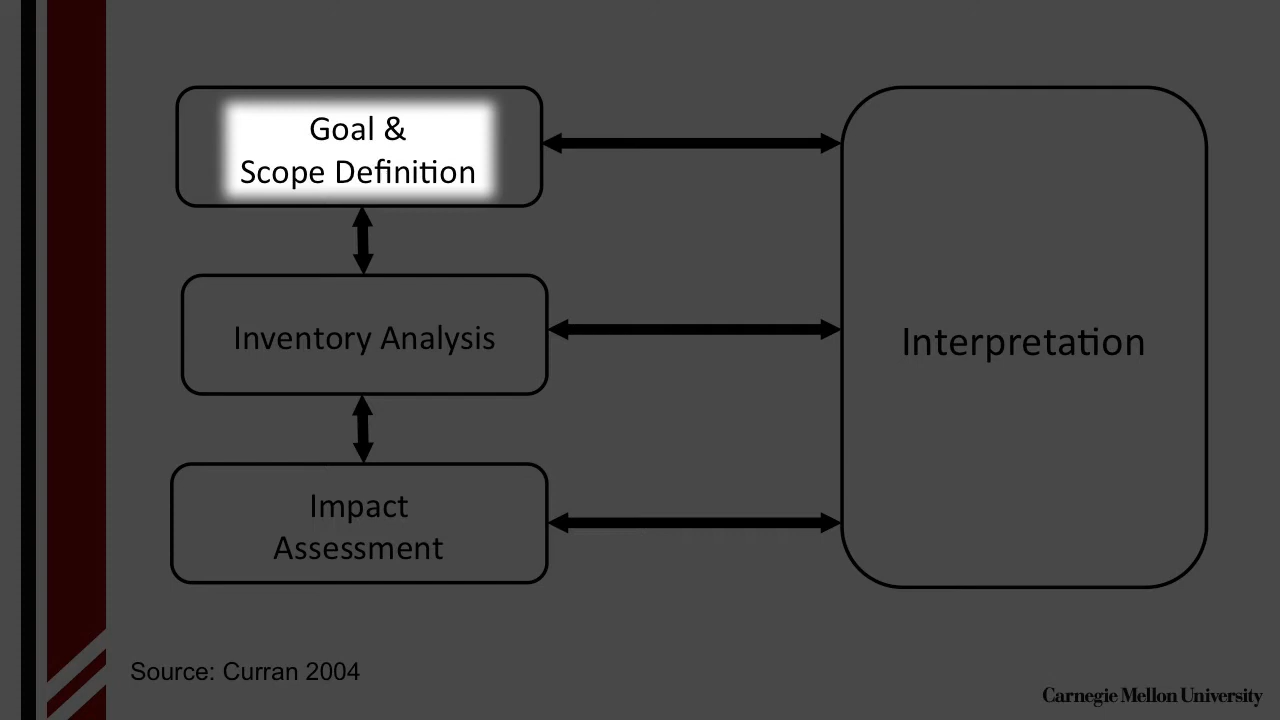 Goal &
Scope Definition
Inventory Analysis
Interpretation
Impact
Assessment
Source: Curran 2004
Carnegie Mellon University